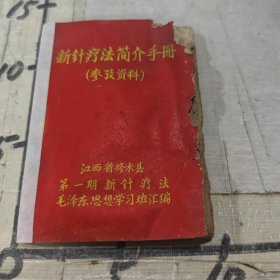 新针疗法简介手册
(参攷资料)
江西省修水县
第一期新针疗法
毛泽东思想学习班汇编